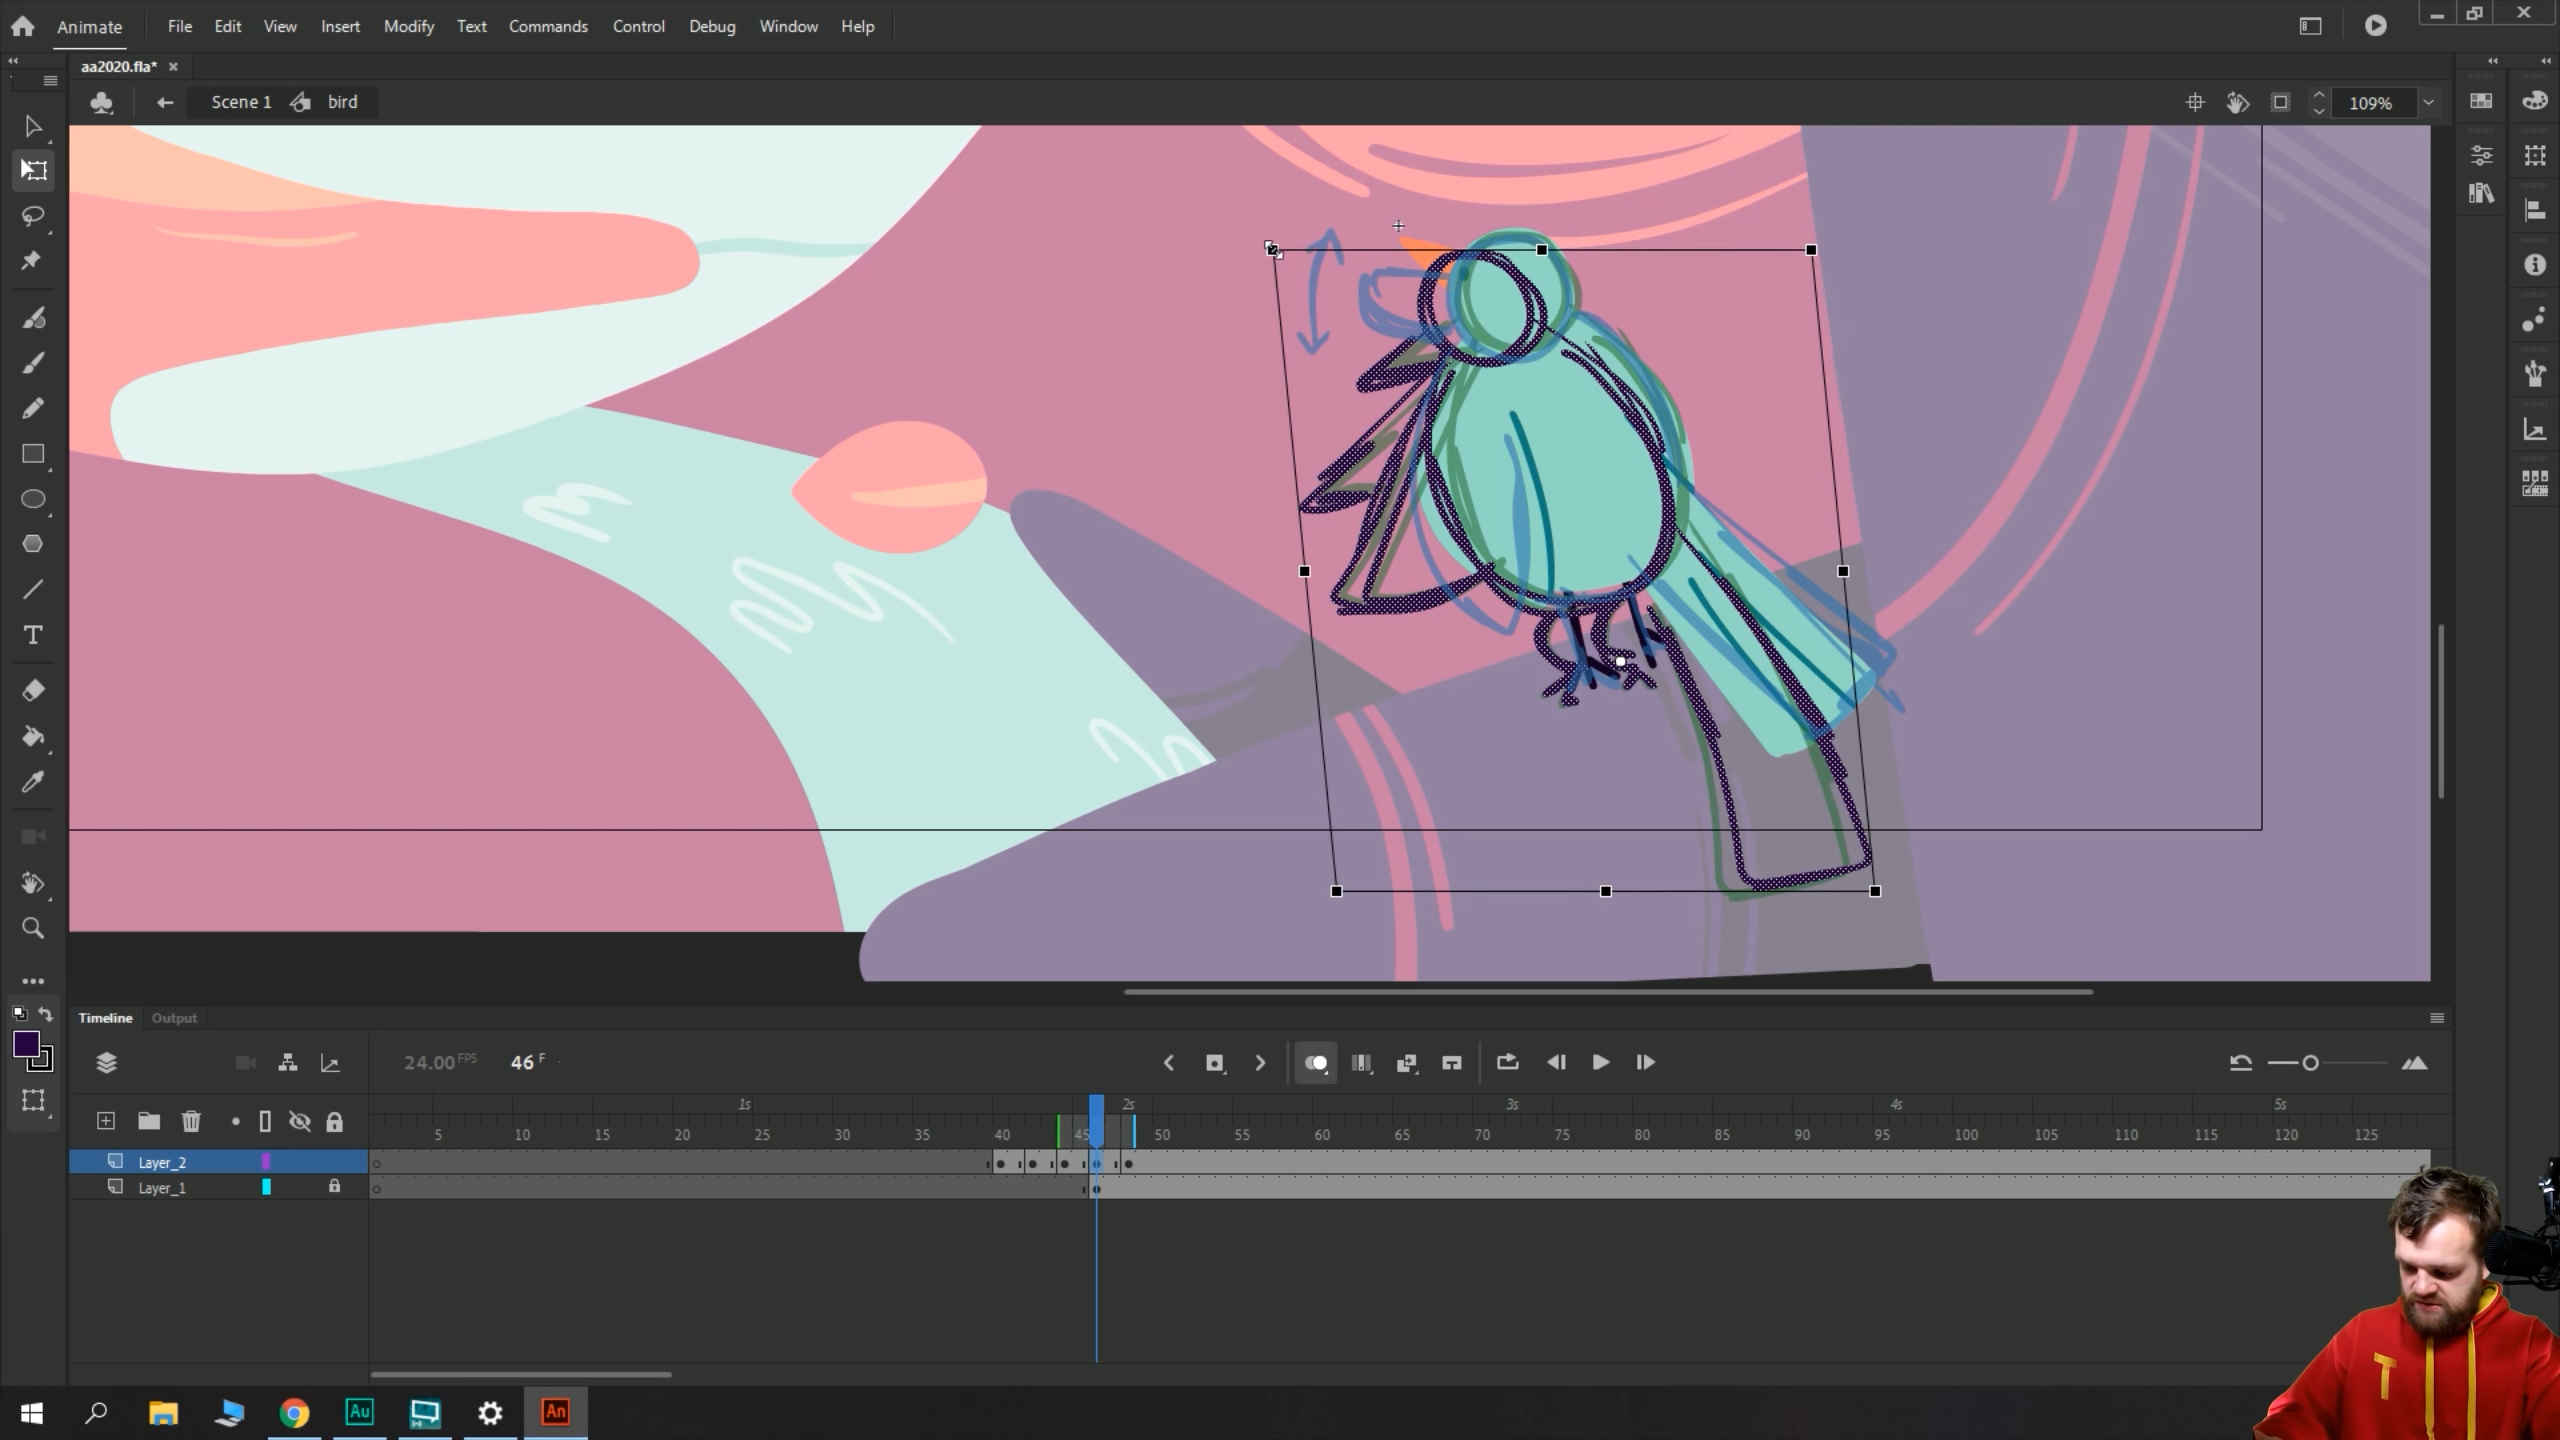 Animate File Edit View Insert Modify Text Commands Control Debug Window Help
aa2020.fla*
Scene 1 bird 109%
T
Timeline Output
24.00 FPS 46 F
1s 2s 3s 4s 5s
5 10 15 20 25 30 35 40 45 50 55 60 65 70 75 80 85 90 95 100 105 110 115 120 125
Layer_2
Layer_1
T
Au An